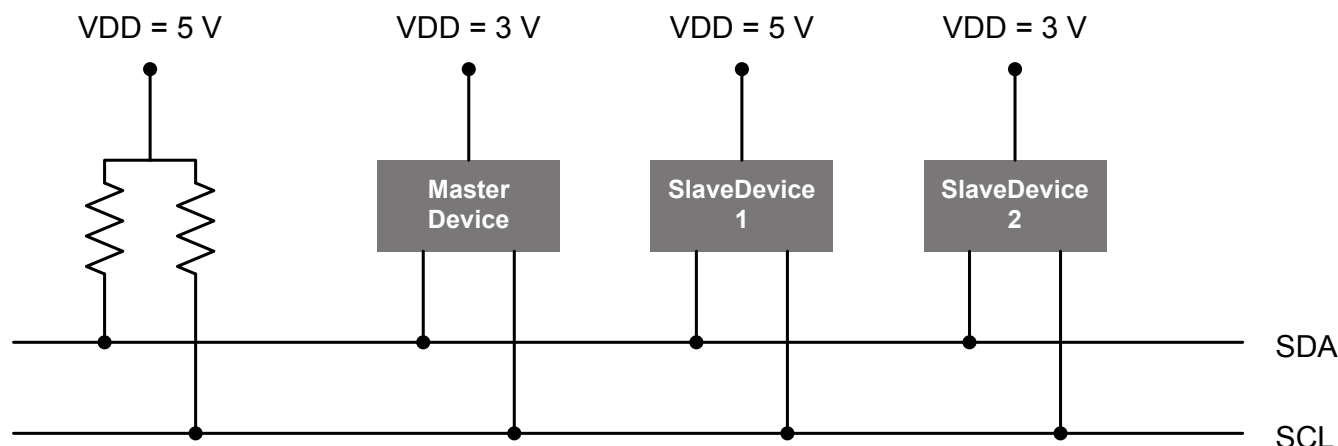 VDD = 5 V
VDD = 3 V
VDD = 5 V
VDD = 3 V
Master
Device
SlaveDevice
1
SlaveDevice
2
SDA
SCL